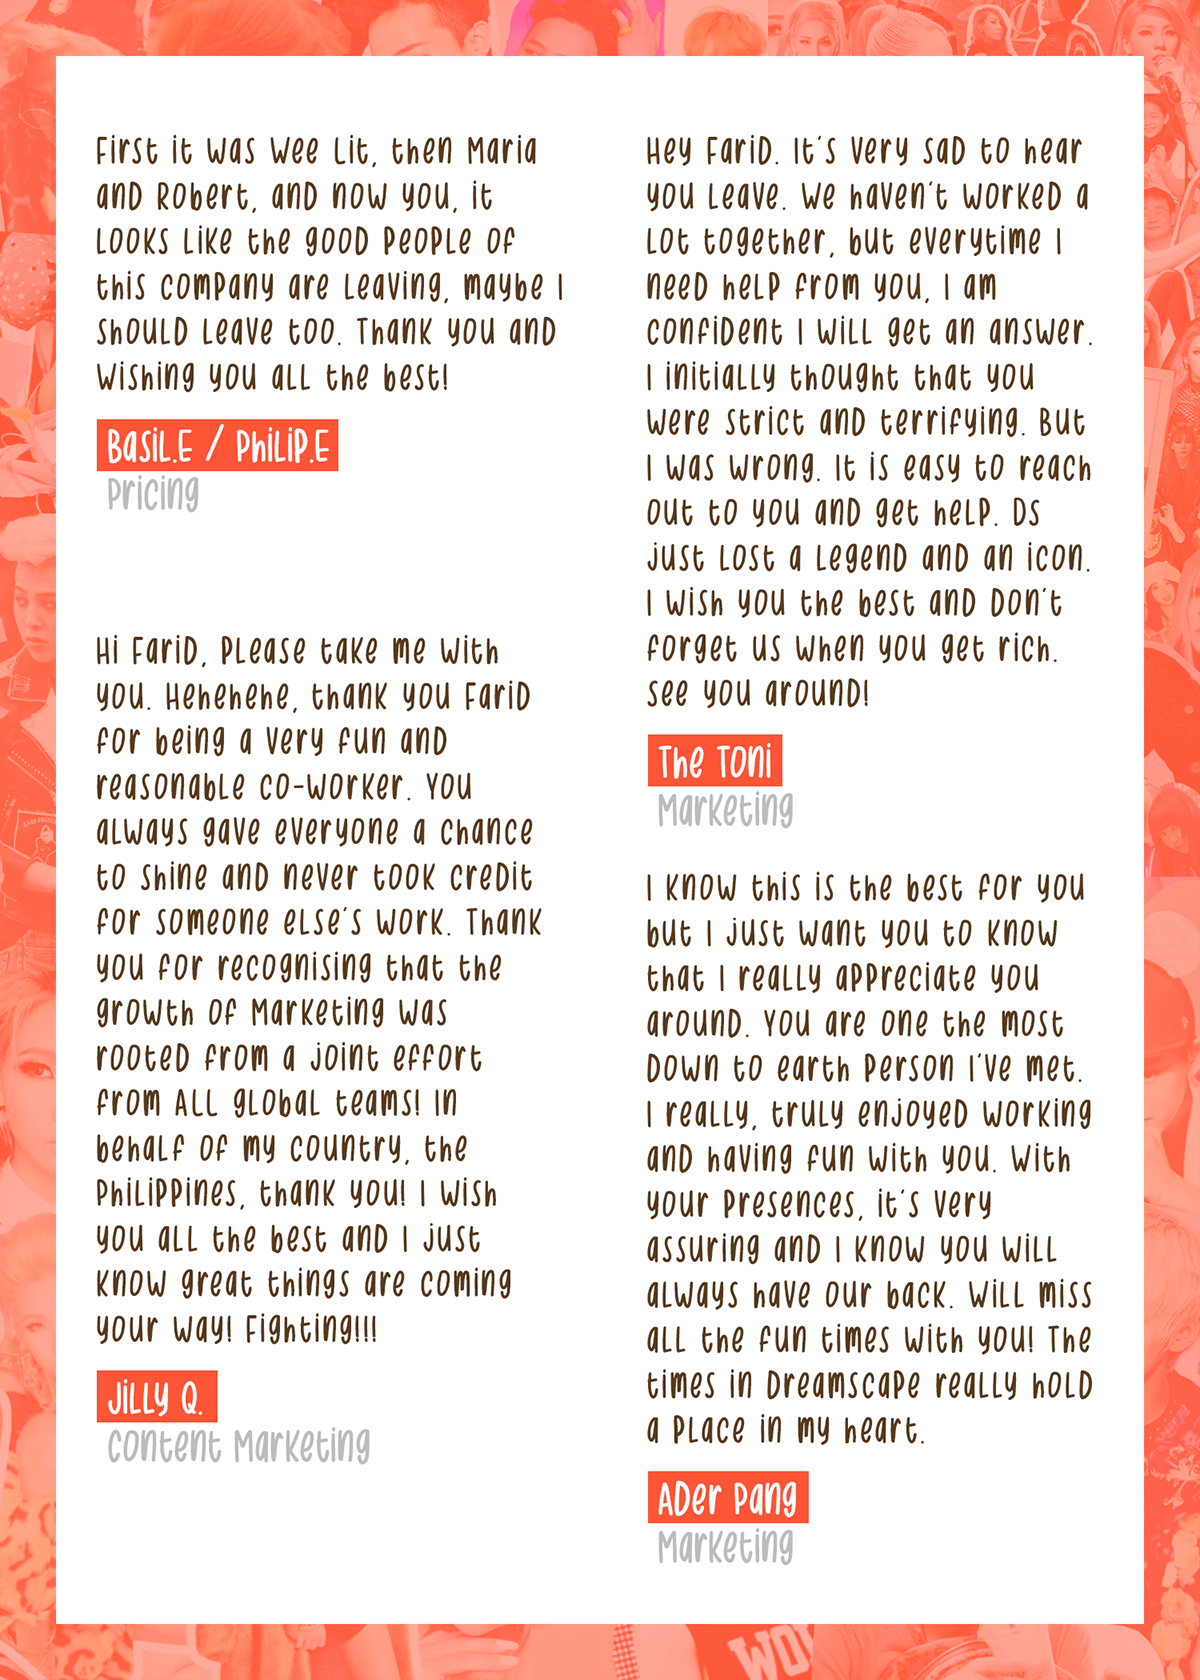 First it was Wee Lit, then Maria
and Robert, and now you, it
looks like the good people of
this company are leaving, maybe I
should leave too. Thank you and
wishing you all the best!
Basil.E / Philip.E
Pricing
Hi Farid, please take me with
you. Hehehehe, thank you Farid
for being a very fun and
reasonable co-worker. You
always gave everyone a chance
to shine and never took credit
for someone else's work. Thank
you for recognising that the
growth of Marketing was
rooted from a joint effort
from ALL global teams! In
behalf of my country, the
Philippines, thank you! I wish
you all the best and I just
know great things are coming
your way! Fighting!!!
Jilly Q.
Content Marketing
Hey Farid. It's very sad to hear
you leave. We haven't worked a
lot together, but everytime I
need help from you, I am
confident I will get an answer.
I initially thought that you
were strict and terrifying. But
I was wrong. It is easy to reach
out to you and get help. DS
just lost a legend and an icon.
I wish you the best and don't
forget us when you get rich.
See you around!
The Toni
Marketing
I know this is the best for you
but I just want you to know
that I really appreciate you
around. You are one the most
down to earth person I've met.
I really, truly enjoyed working
and having fun with you. With
your presences, it's very
assuring and I know you will
always have our back. Will miss
all the fun times with you! The
times in Dreamscape really hold
a place in my heart.
Ader Pang
Marketing